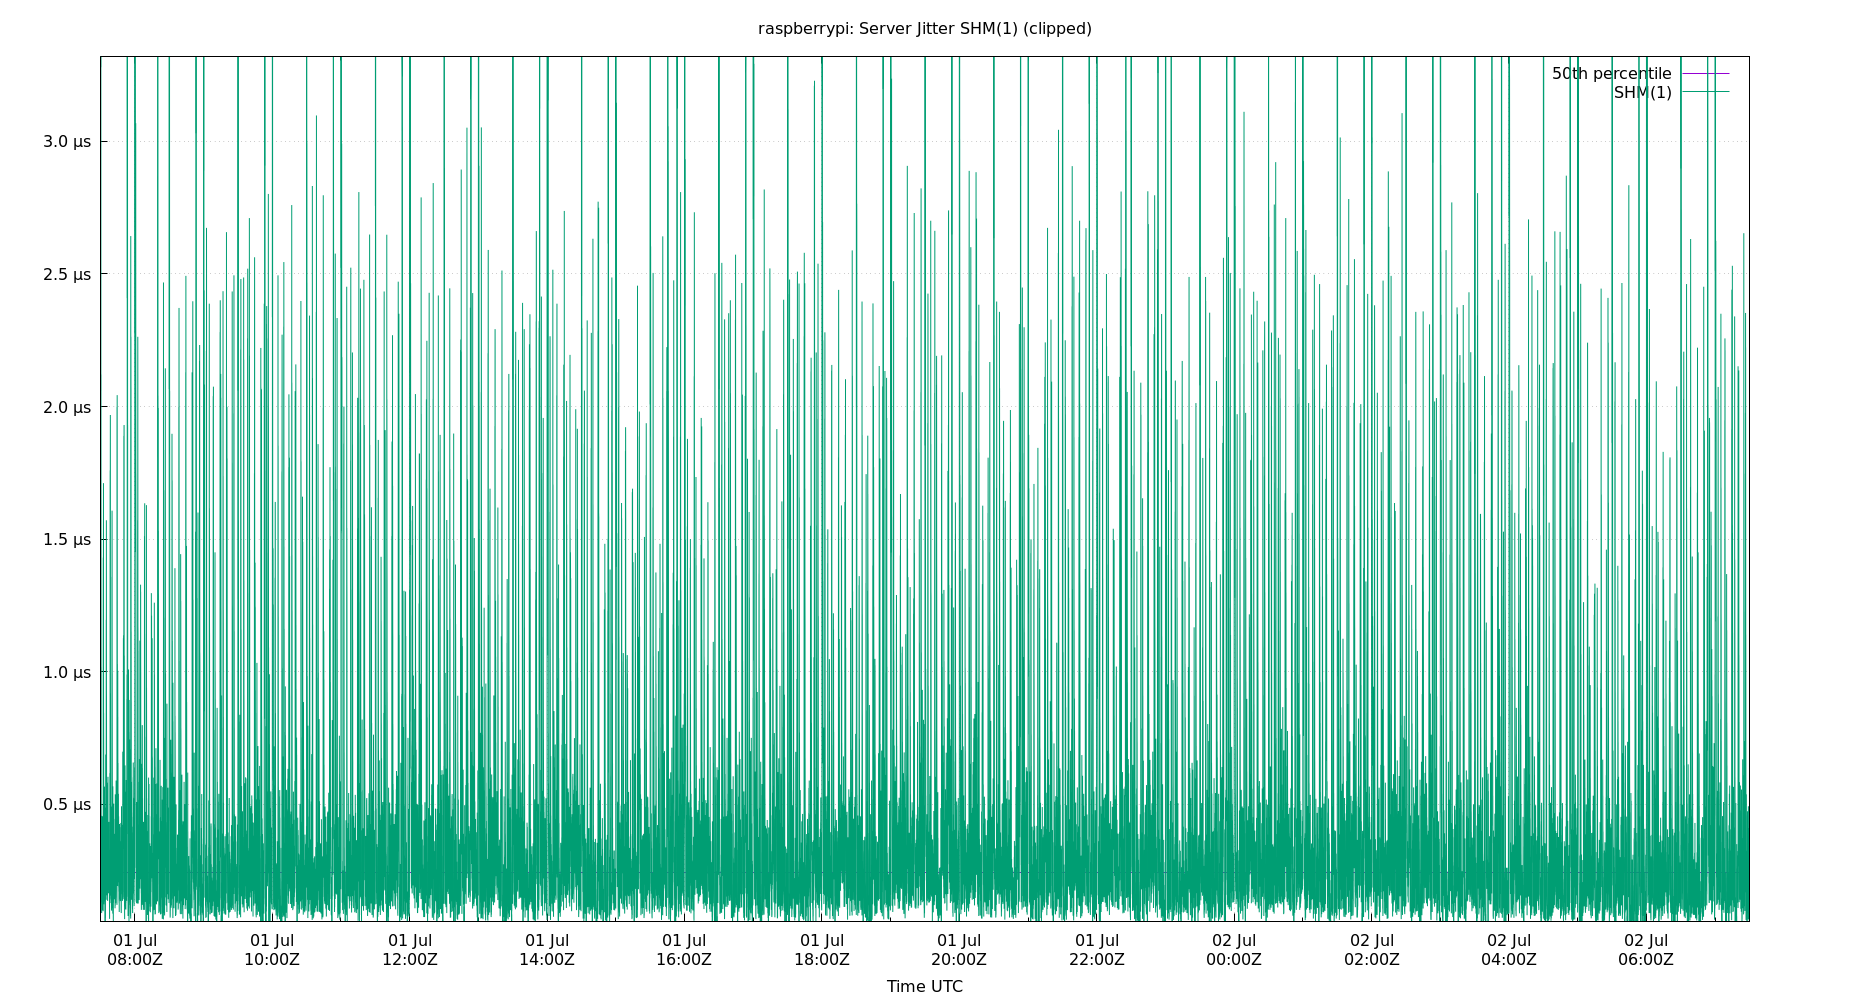 raspberrypi: Server Jitter SHM(1) (clipped)
50th percentile
SHM(1)
3.0 µs
2.5 µs
2.0 µs
1.5 µs
1.0 µs
0.5 µs
01 Jul 01 Jul 01 Jul 01 Jul 01 Jul 01 Jul 01 Jul 01 Jul 02 Jul 02 Jul 02 Jul 02 Jul
08:00Z 10:00Z 12:00Z 14:00Z 16:00Z 18:00Z 20:00Z 22:00Z 00:00Z 02:00Z 04:00Z 06:00Z
Time UTC